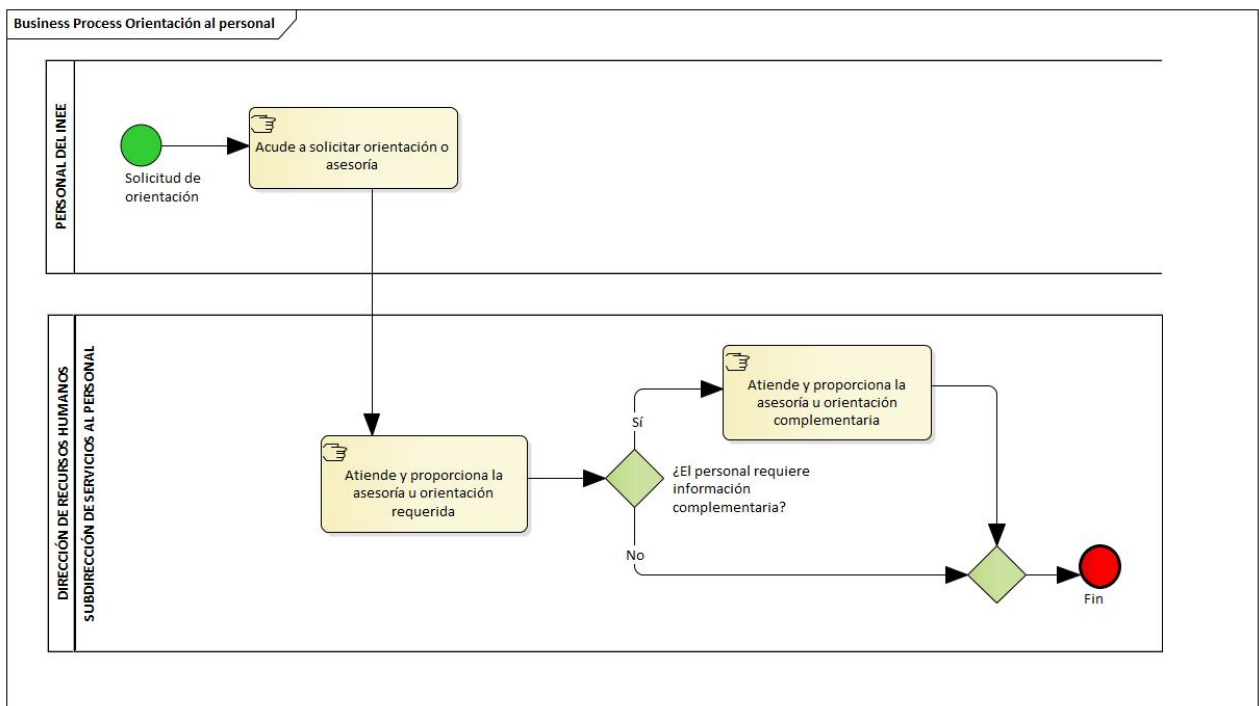 Business Process Orientación al personal
PERSONAL DEL INEE
Solicitud de
orientación
Acude a solicitar orientación o
asesoría
DIRECCIÓN DE RECURSOS HUMANOS
SUBDIRECCIÓN DE SERVICIOS AL PERSONAL
Atiende y proporciona la
asesoría u orientación
requerida
¿El personal requiere
información
complementaria?
Sí
Atiende y proporciona la
asesoría u orientación
complementaria
No
Fin